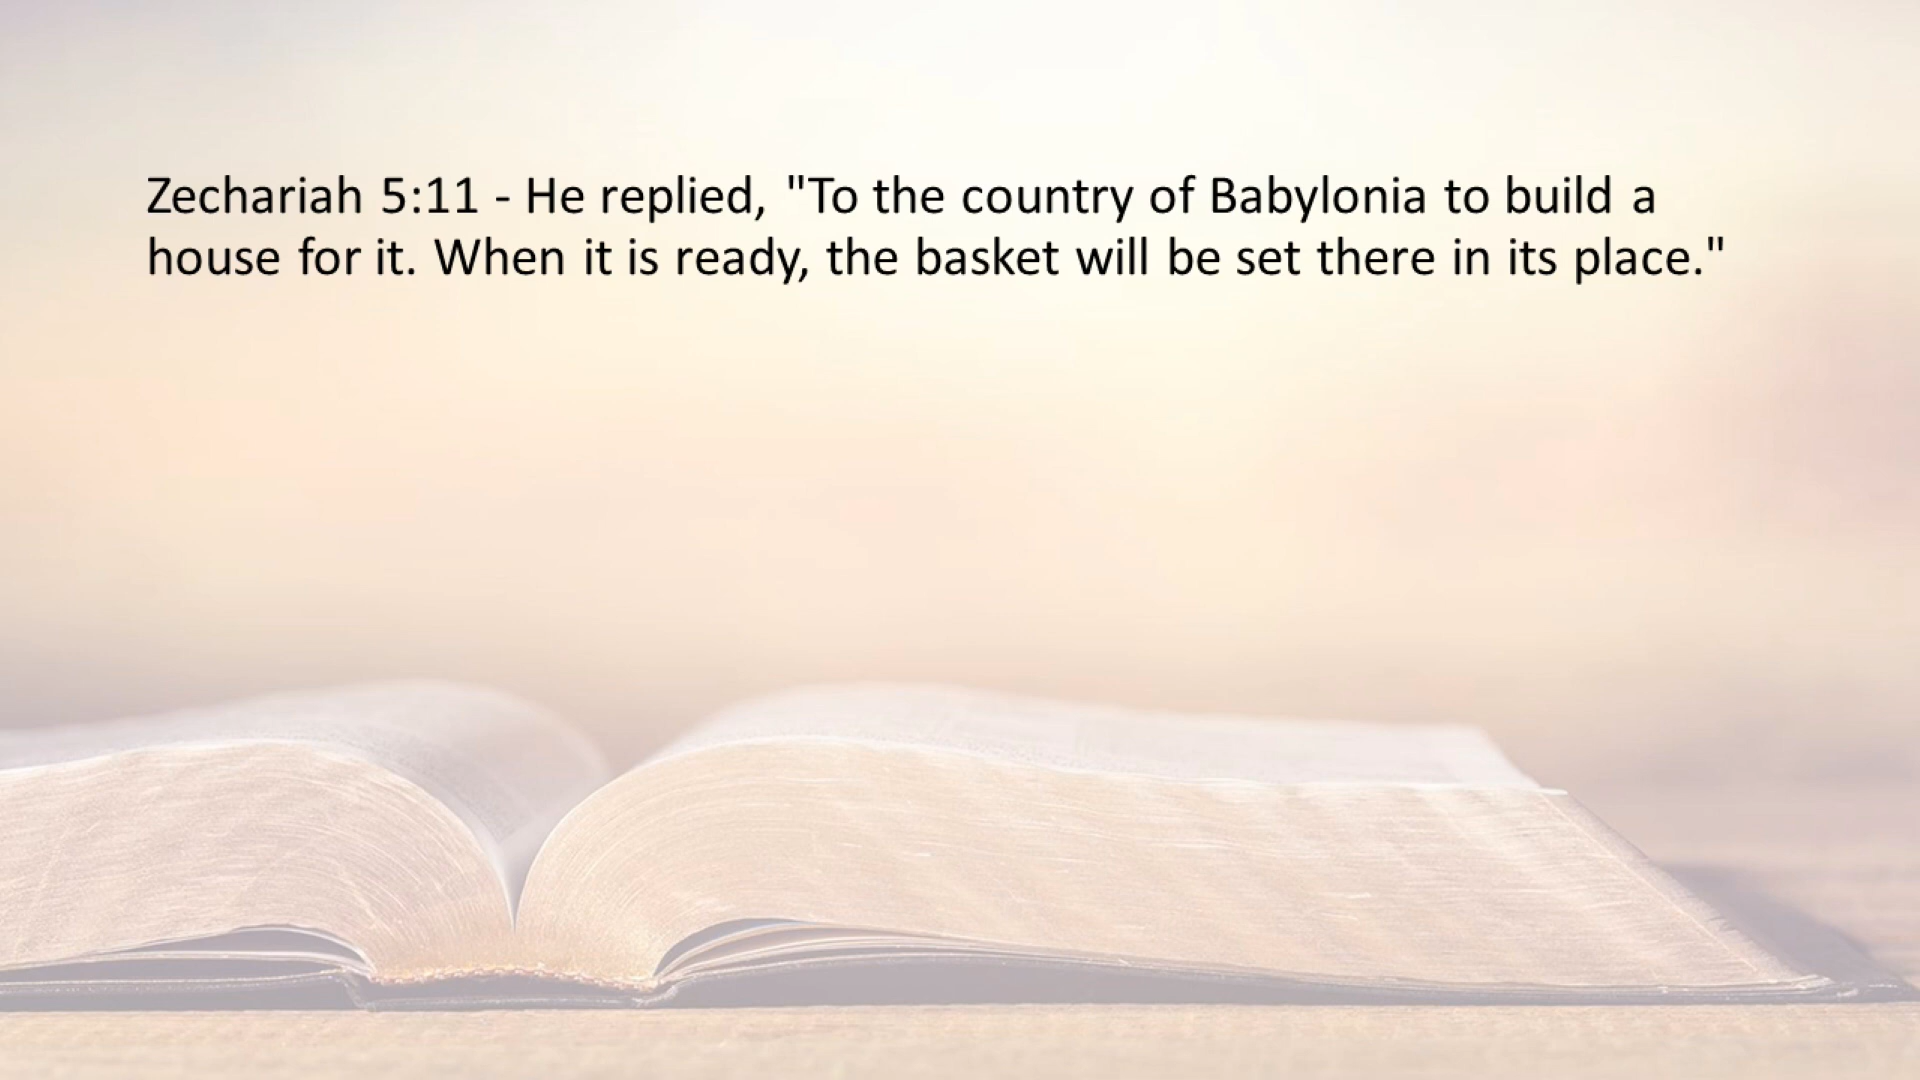 Zechariah 5:11 - He replied, "To the country of Babylonia to build a
house for it. When it is ready, the basket will be set there in its place."